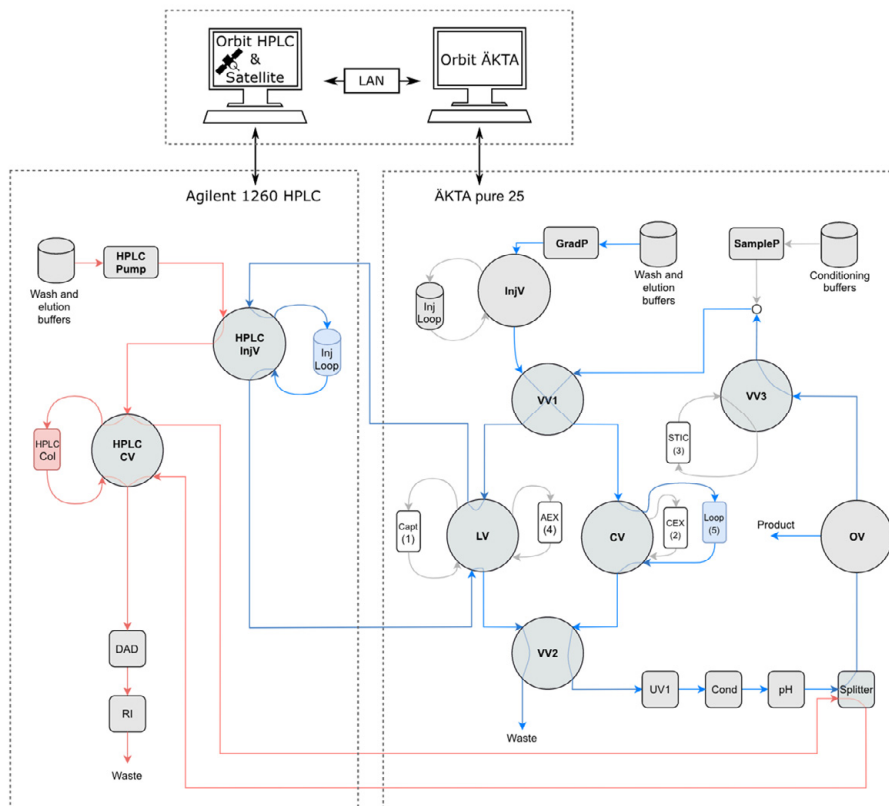 Orbit HPLC
&
Satellite
LAN
Orbit ÄKTA
Agilent 1260 HPLC
ÄKTA pure 25
HPLC
Pump
Wash and
elution
buffers
HPLC
InjV
Inj
Loop
HPLC
Col
HPLC
CV
DAD
RI
Waste
GradP
Wash and
elution
buffers
SampleP
Conditioning
buffers
InjV
Inj
Loop
VV1
VV3
STIC
(3)
Capt
(1)
LV
AEX
(4)
CV
CEX
(2)
Loop
(5)
Product
OV
VV2
UV1
Cond
pH
Splitter
Waste